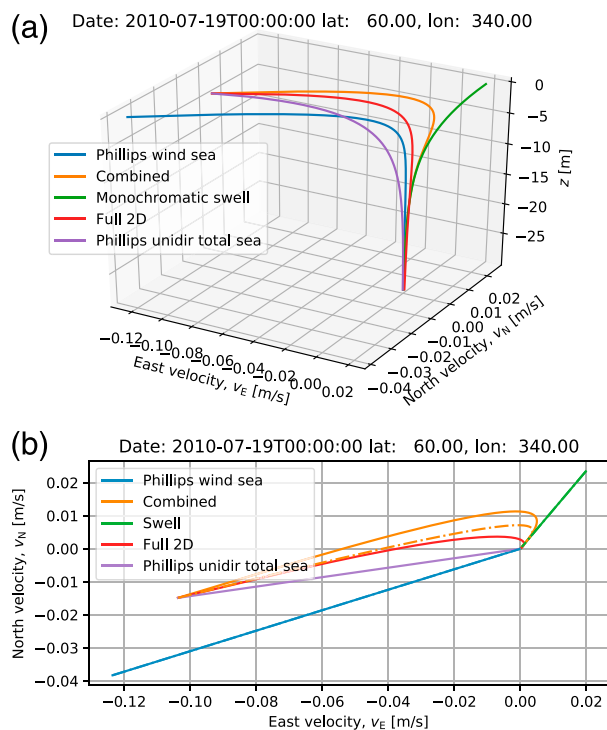 (a) Date: 2010-07-19T00:00:00 lat: 60.00, lon: 340.00
Phillips wind sea
Combined
Monochromatic swell
Full 2D
Phillips unidir total sea
0
−5
−10
−15
−20
−25
z [m]
−0.12
−0.10
−0.08
−0.06
−0.04
−0.02
0.00
0.02
East velocity, vE [m/s]
0.02
0.01
0.00
−0.01
−0.02
−0.03
−0.04
North velocity, vN [m/s]
(b) Date: 2010-07-19T00:00:00 lat: 60.00, lon: 340.00
Phillips wind sea
Combined
Swell
Full 2D
Phillips unidir total sea
0.02
0.01
0.00
−0.01
−0.02
−0.03
−0.04
North velocity, vN [m/s]
−0.12 −0.10 −0.08 −0.06 −0.04 −0.02 0.00 0.02
East velocity, vE [m/s]